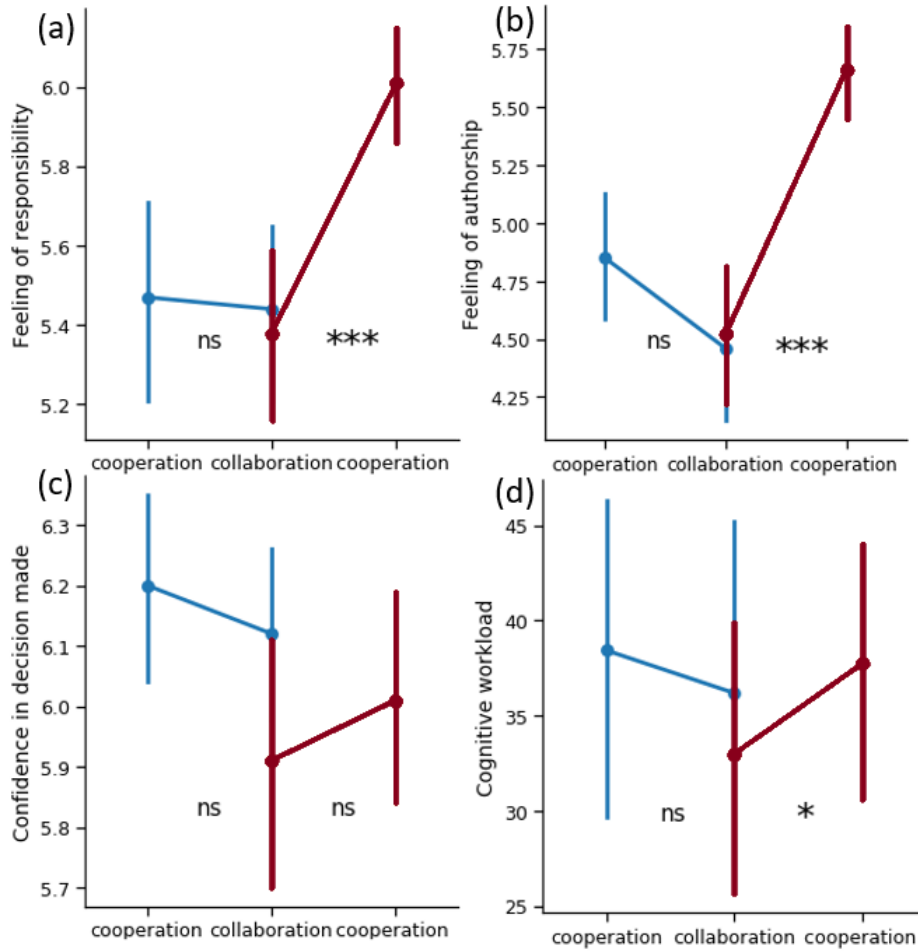 (a)
Feeling of responsibility
6.0
5.8
5.6
5.4
5.2
ns
***
cooperation collaboration cooperation
(b)
Feeling of authorship
5.75
5.50
5.25
5.00
4.75
4.50
4.25
ns
***
cooperation collaboration cooperation
(c)
Confidence in decision made
6.3
6.2
6.1
6.0
5.9
5.8
5.7
ns
ns
cooperation collaboration cooperation
(d)
Cognitive workload
45
40
35
30
25
ns
*
cooperation collaboration cooperation